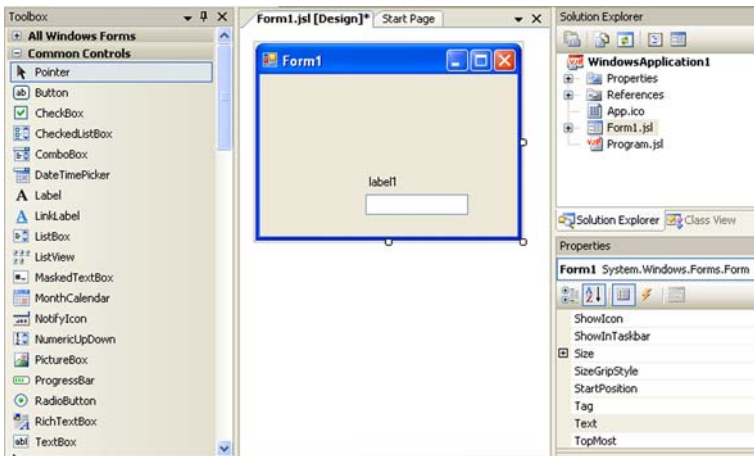 Toolbox
All Windows Forms
Common Controls
Pointer
ab Button
CheckBox
CheckedListBox
ComboBox
DateTimePicker
A Label
A LinkLabel
ListBox
ListView
MaskedTextBox
MonthCalendar
NotifyIcon
NumericUpDown
PictureBox
ProgressBar
RadioButton
RichTextBox
abl TextBox
Form1.jsl [Design]* Start Page
Form1
label1
Solution Explorer
WindowsApplication1
Properties
References
App.ico
Form1.jsl
Program.jsl
Solution Explorer Class View
Properties
Form1 System.Windows.Forms.Form
ShowIcon
ShowInTaskbar
Size
SizeGripStyle
StartPosition
Tag
Text
TopMost